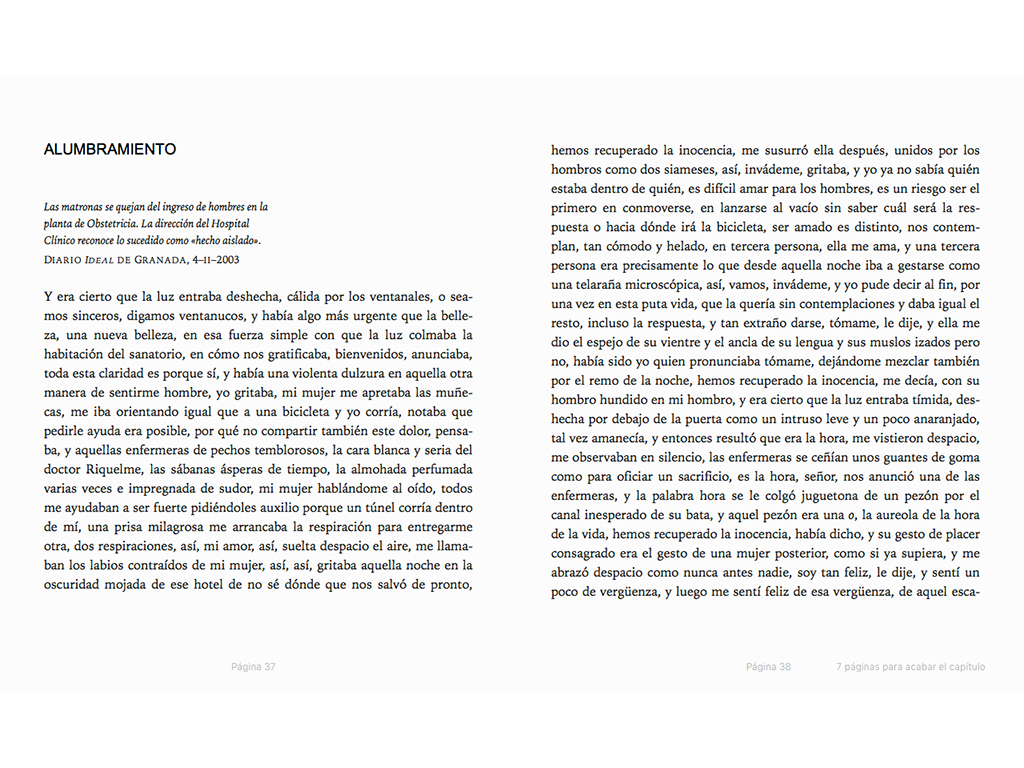 ALUMBRAMIENTO
Las matronas se quejan del ingreso de hombres en la
planta de Obstetricia. La dirección del Hospital
Clínico reconoce lo sucedido como «hecho aislado».
DIARIO IDEAL DE GRANADA, 4–II–2003
Y era cierto que la luz entraba deshecha, cálida por los ventanales, o sea-
mos sinceros, digamos ventanucos, y había algo más urgente que la belle-
za, una nueva belleza, en esa fuerza simple con que la luz colmaba la
habitación del sanatorio, en cómo nos gratificaba, bienvenidos, anunciaba,
toda esta claridad es porque sí, y había una violenta dulzura en aquella otra
manera de sentirme hombre, yo gritaba, mi mujer me apretaba las muñe-
cas, me iba orientando igual que a una bicicleta y yo corría, notaba que
pedirle ayuda era posible, por qué no compartir también este dolor, pensa-
ba, y aquellas enfermeras de pechos temblorosos, la cara blanca y seria del
doctor Riquelme, las sábanas ásperas de tiempo, la almohada perfumada
varias veces e impregnada de sudor, mi mujer hablándome al oído, todos
me ayudaban a ser fuerte pidiéndoles auxilio porque un túnel corría dentro
de mí, una prisa milagrosa me arrancaba la respiración para entregarme
otra, dos respiraciones, así, mi amor, así, suelta despacio el aire, me llama-
ban los labios contraídos de mi mujer, así, así, gritaba aquella noche en la
oscuridad mojada de ese hotel de no sé dónde que nos salvó de pronto,
Página 37
hemos recuperado la inocencia, me susurró ella después, unidos por los
hombros como dos siameses, así, invádeme, gritaba, y yo ya no sabía quién
estaba dentro de quién, es difícil amar para los hombres, es un riesgo ser el
primero en conmoverse, en lanzarse al vacío sin saber cuál será la res-
puesta o hacia dónde irá la bicicleta, ser amado es distinto, nos contem-
plan, tan cómodo y helado, en tercera persona, ella me ama, y una tercera
persona era precisamente lo que desde aquella noche iba a gestarse como
una telaraña microscópica, así, vamos, invádeme, y yo pude decir al fin, por
una vez en esta puta vida, que la quería sin contemplaciones y daba igual el
resto, incluso la respuesta, y tan extraño darse, tómame, le dije, y ella me
dio el espejo de su vientre y el ancla de su lengua y sus muslos izados pero
no, había sido yo quien pronunciaba tómame, dejándome mezclar también
por el remo de la noche, hemos recuperado la inocencia, me decía, con su
hombro hundido en mi hombro, y era cierto que la luz entraba tímida, des-
hecha por debajo de la puerta como un intruso leve y un poco anaranjado,
tal vez amanecía, y entonces resultó que era la hora, me vistieron despacio,
me observaban en silencio, las enfermeras se ceñían unos guantes de goma
como para oficiar un sacrificio, es la hora, señor, nos anunció una de las
enfermeras, y la palabra hora se le colgó juguetona de un pezón por el
canal inesperado de su bata, y aquel pezón era una o, la aureola de la hora
de la vida, hemos recuperado la inocencia, había dicho, y su gesto de placer
consagrado era el gesto de una mujer posterior, como si ya supiera, y me
abrazó despacio como nunca antes nadie, soy tan feliz, le dije, y sentí un
poco de vergüenza, y luego me sentí feliz de esa vergüenza, de aquel esca-
Página 38
7 páginas para acabar el capítulo